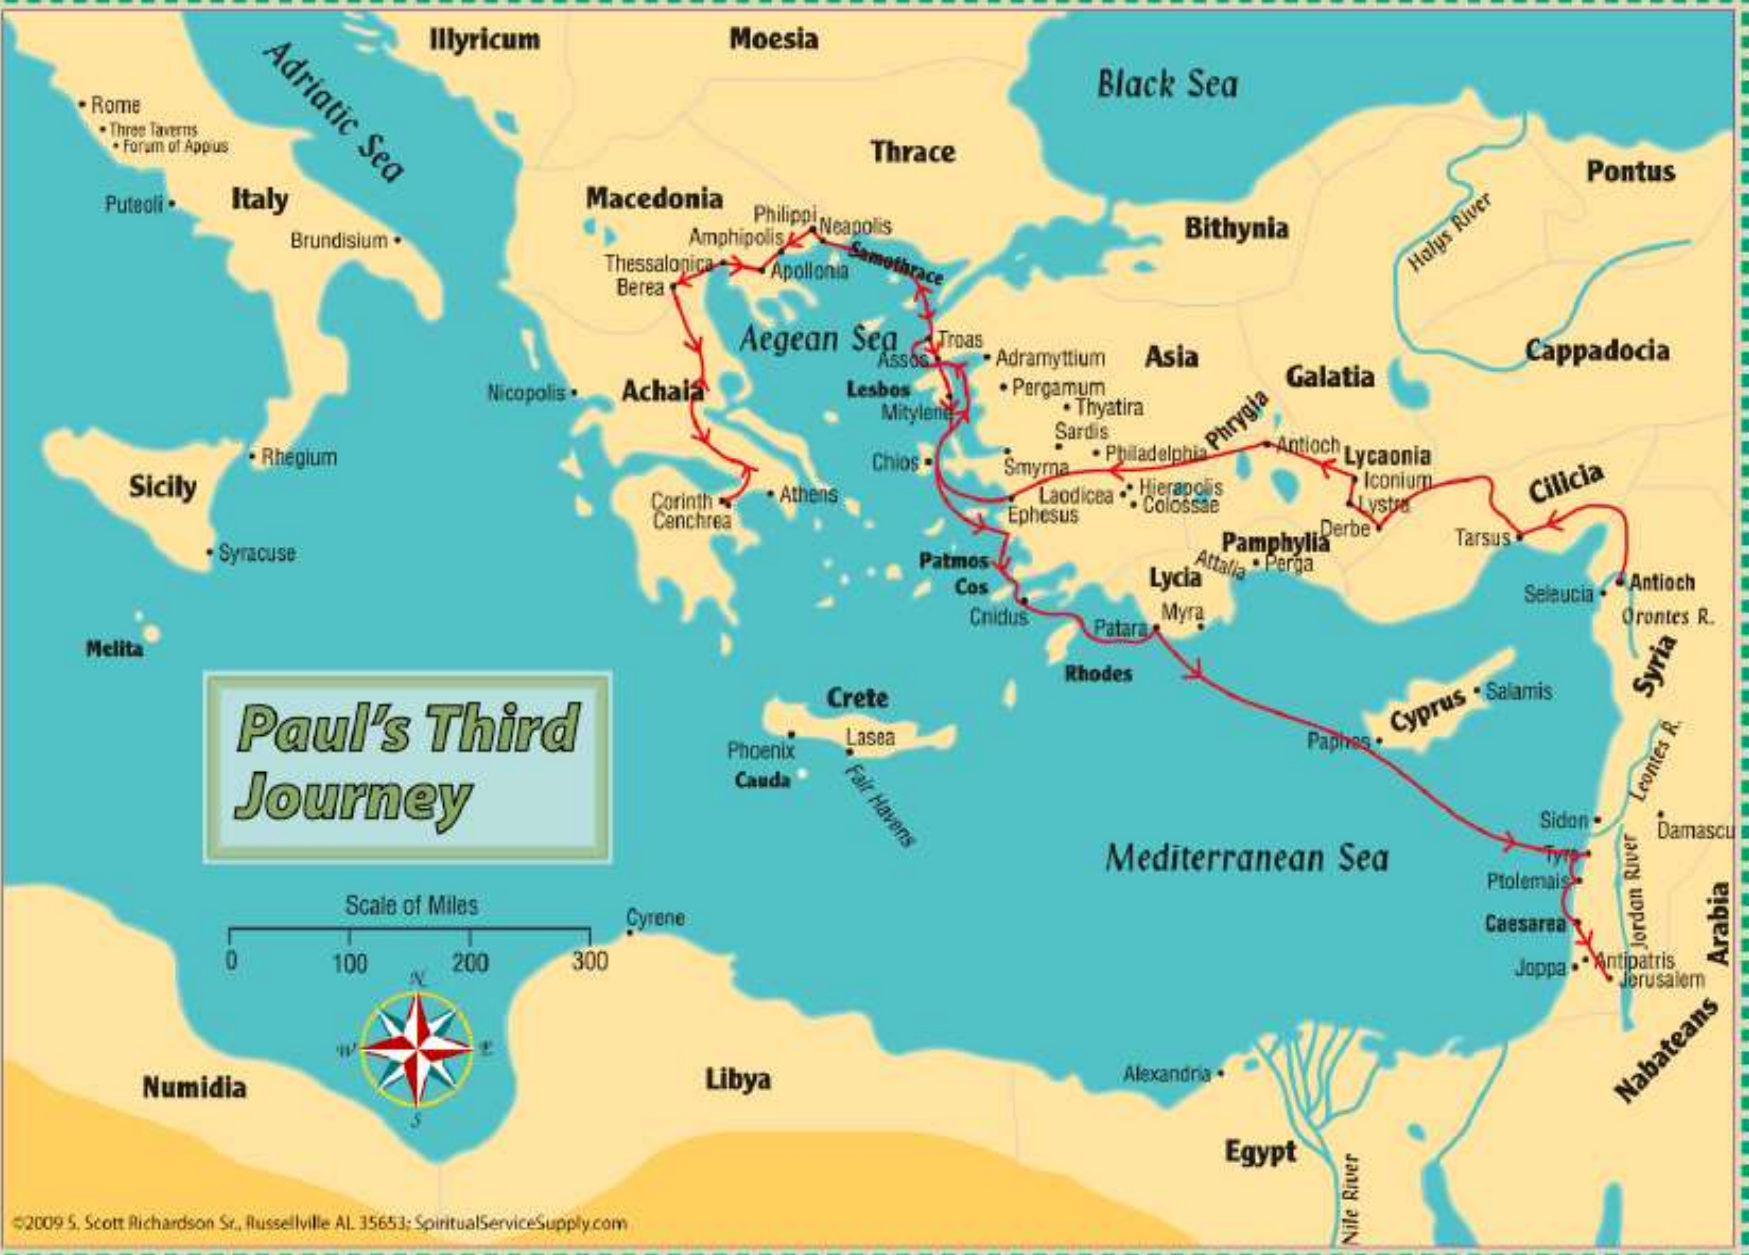 Illyricum
Moesia
Adriatic Sea
Black Sea
Rome
Three Taverns
Forum of Appius
Thrace
Pontus
Puteoli
Italy
Macedonia
Halys River
Brundisium
Philippi
Neapolis
Bithynia
Amphipolis
Samothrace
Thessalonica
Apollonia
Berea
Aegean Sea
Troas
Assos
Adramyttium
Asia
Cappadocia
Galatia
Nicopolis
Achaia
Lesbos
Pergamum
Mitylene
Thyatira
Phrygia
Sardis
Antioch
Rhegium
Chios
Philadelphia
Lycaonia
Smyrna
Iconium
Cilicia
Sicily
Corinth
Athens
Laodicea
Hierapolis
Lystra
Colossae
Cenchrea
Ephesus
Derbe
Tarsus
Syracuse
Pamphylia
Patmos
Attalia
Perga
Cos
Lycia
Antioch
Seleucia
Cnidus
Myra
Orontes R.
Patara
Melita
Rhodes
Syria
Crete
Cyprus
Salamis
Paul's Third
Journey
Phoenix
Lasea
Paphos
Cauda
Fair Havens
Leontes R.
Sidon
Damascu
Mediterranean Sea
Tyre
Ptolemais
Jordan River
Scale of Miles
Cyrene
Caesarea
Arabia
0 100 200 300
Antipatris
Joppa
Jerusalem
N
W E
S
Nabateans
Numidia
Libya
Alexandria
Egypt
Nile River
©2009 S. Scott Richardson Sr., Russellville AL 35653; SpiritualServiceSupply.com